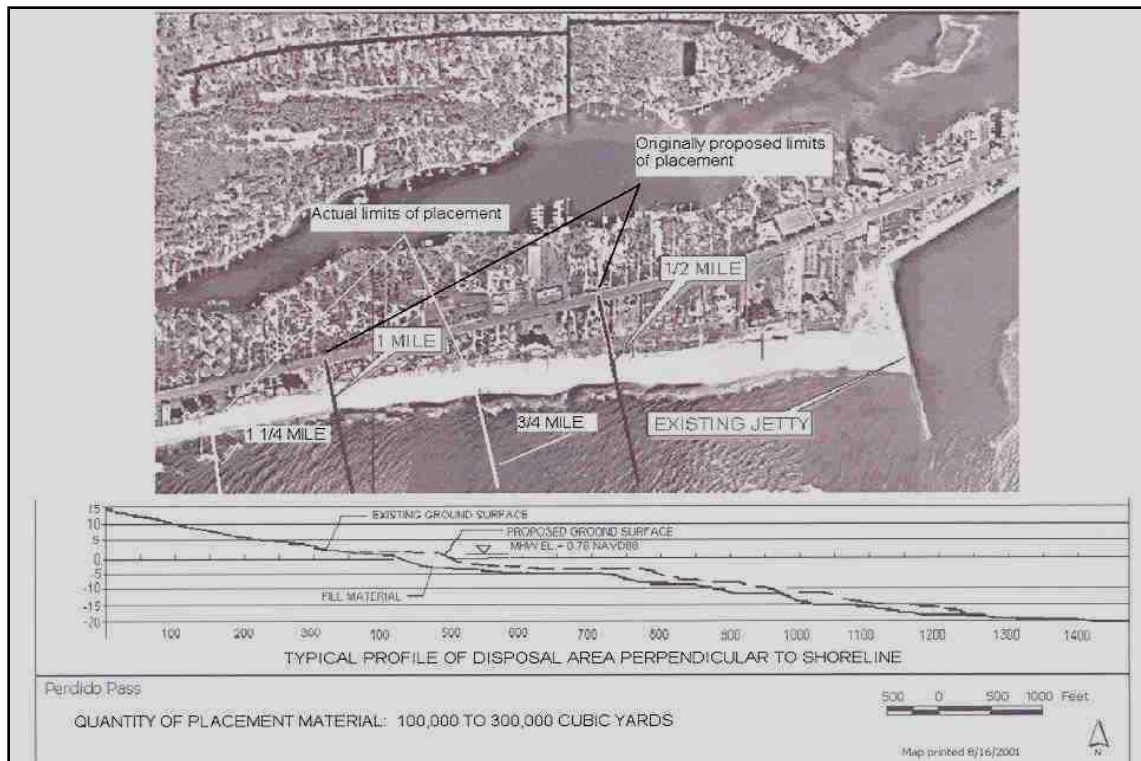 Originally proposed limits
of placement
Actual limits of placement
1/2 MILE
1 MILE
1 1/4 MILE
3/4 MILE
EXISTING JETTY
15
10
5
0
-5
-10
-15
-20
EXISTING GROUND SURFACE
PROPOSED GROUND SURFACE
MHW EL. = 0.78 NAVD88
FILL MATERIAL
100 200 300 400 500 600 700 800 900 1000 1100 1200 1300 1400
TYPICAL PROFILE OF DISPOSAL AREA PERPENDICULAR TO SHORELINE
Perdido Pass
QUANTITY OF PLACEMENT MATERIAL: 100,000 TO 300,000 CUBIC YARDS
500 0 500 1000 Feet
Map printed 8/16/2001
N